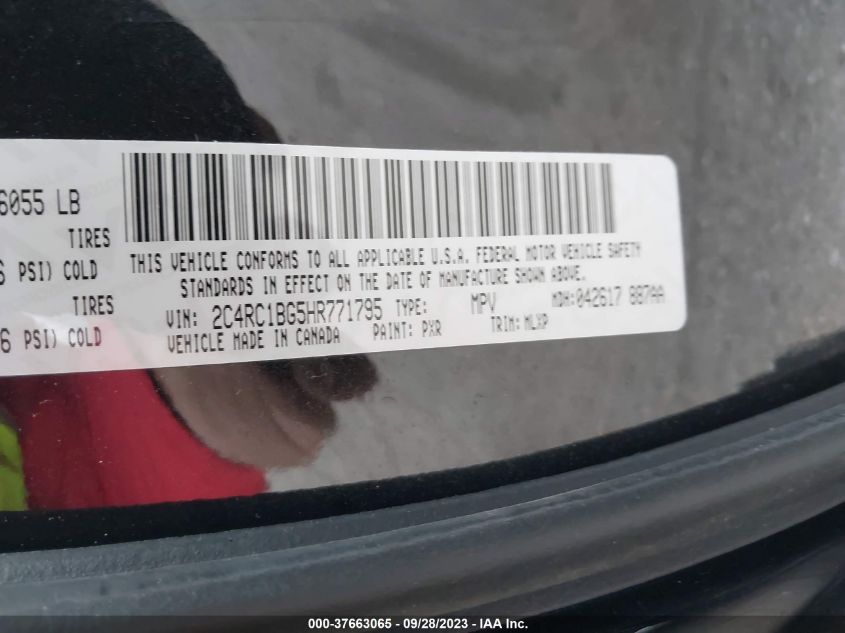 6055 LB
TIRES
PSI) COLD
TIRES
6 PSI) COLD
THIS VEHICLE CONFORMS TO ALL APPLICABLE U.S.A. FEDERAL MOTOR VEHICLE SAFETY
STANDARDS IN EFFECT ON THE DATE OF MANUFACTURE SHOWN ABOVE.
VIN: 2C4RC1BG5HR771795 TYPE: MPV MDH:042617 887AA
VEHICLE MADE IN CANADA PAINT: PXR TRIM: MLXP
000-37663065 - 09/28/2023 - IAA Inc.